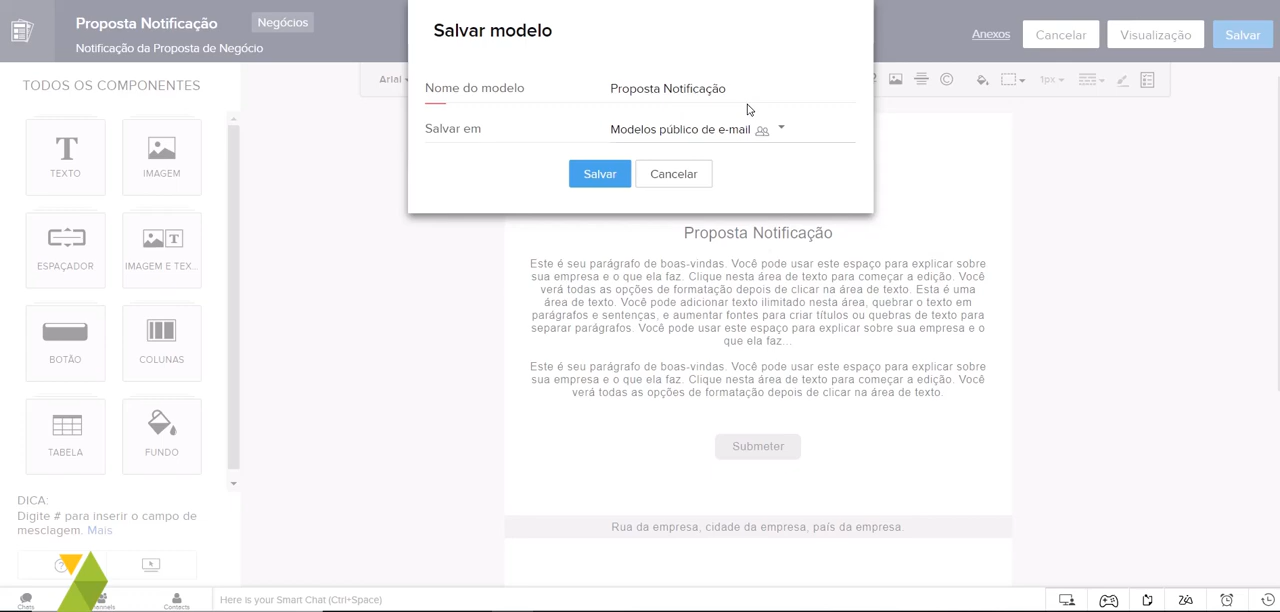 Proposta Notificação
Negócios
Notificação da Proposta de Negócio
Anexos
Cancelar
Visualização
Salvar
Salvar modelo
Nome do modelo
Proposta Notificação
Salvar em
Modelos público de e-mail
Salvar
Cancelar
Arial
1px
TODOS OS COMPONENTES
TEXTO
IMAGEM
ESPAÇADOR
IMAGEM E TEX...
BOTÃO
COLUNAS
TABELA
FUNDO
DICA:
Digite # para inserir o campo de
mesclagem. Mais
Proposta Notificação
Este é seu parágrafo de boas-vindas. Você pode usar este espaço para explicar sobre
sua empresa e o que ela faz. Clique nesta área de texto para começar a edição. Você
verá todas as opções de formatação depois de clicar na área de texto. Esta é uma
área de texto. Você pode adicionar texto ilimitado nesta área, quebrar o texto em
parágrafos e sentenças, e aumentar fontes para criar títulos ou quebras de texto para
separar parágrafos. Você pode usar este espaço para explicar sobre sua empresa e o
que ela faz...
Este é seu parágrafo de boas-vindas. Você pode usar este espaço para explicar sobre
sua empresa e o que ela faz. Clique nesta área de texto para começar a edição. Você
verá todas as opções de formatação depois de clicar na área de texto.
Submeter
Rua da empresa, cidade da empresa, país da empresa.
Chats
Contacts
Here is your Smart Chat (Ctrl+Space)